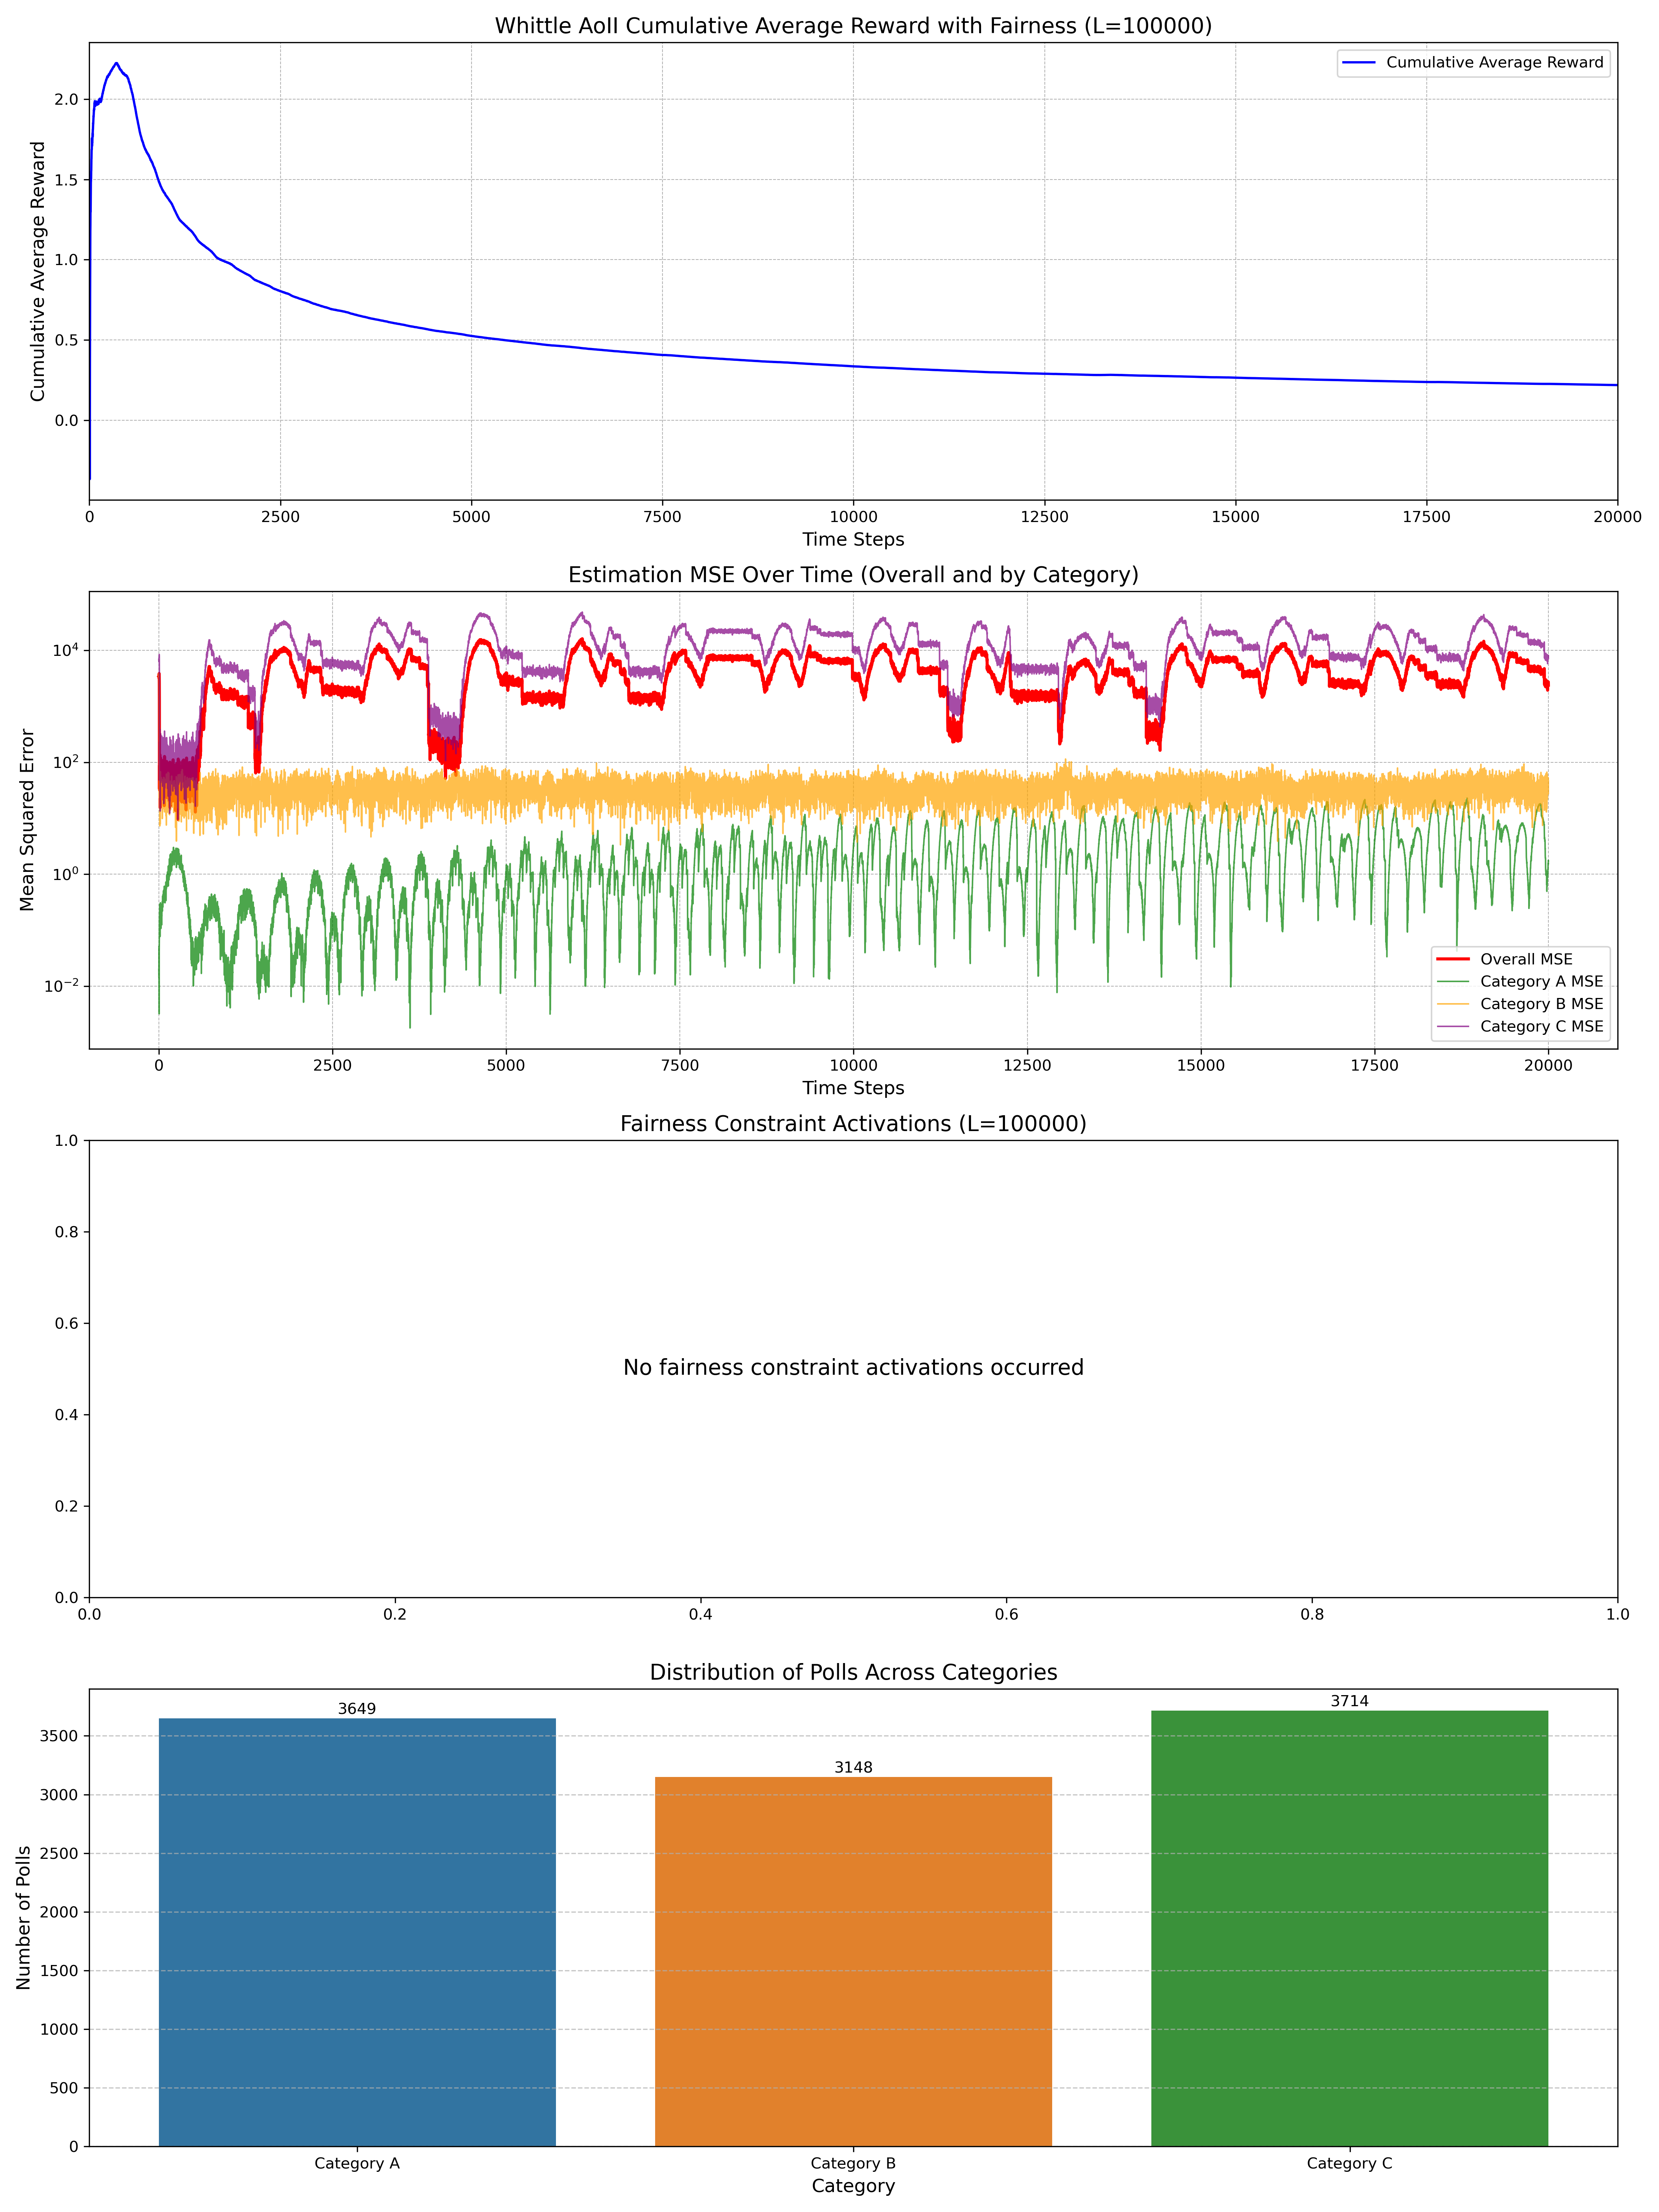 Whittle AoII Cumulative Average Reward with Fairness (L=100000)
Cumulative Average Reward
Cumulative Average Reward
2.0
1.5
1.0
0.5
0.0
0 2500 5000 7500 10000 12500 15000 17500 20000
Time Steps
Estimation MSE Over Time (Overall and by Category)
Mean Squared Error
10⁴
10²
10⁰
10⁻²
Overall MSE
Category A MSE
Category B MSE
Category C MSE
0 2500 5000 7500 10000 12500 15000 17500 20000
Time Steps
Fairness Constraint Activations (L=100000)
1.0
0.8
0.6
0.4
0.2
0.0
No fairness constraint activations occurred
0.0 0.2 0.4 0.6 0.8 1.0
Distribution of Polls Across Categories
Number of Polls
3649
3148
3714
3500
3000
2500
2000
1500
1000
500
0
Category A Category B Category C
Category